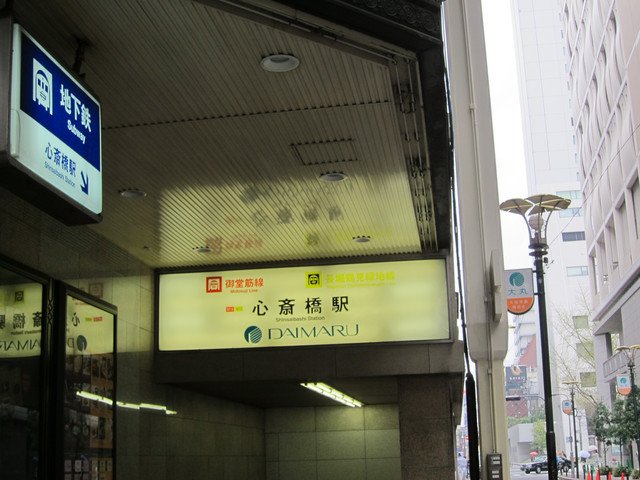 地下鉄
Subway
心斎橋駅
Shinsaibashi Station
御堂筋線
Midosuji Line
長堀鶴見緑地線
心斎橋駅
Shinsaibashi Station
DAIMARU
大丸